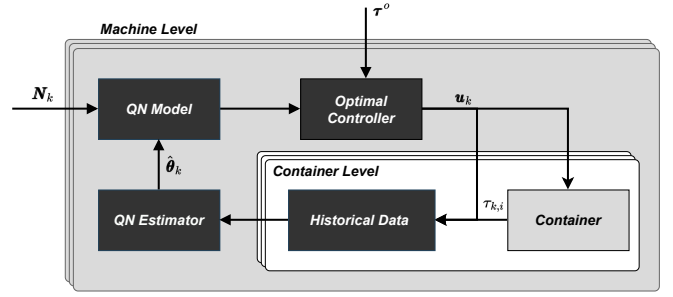 τ^o
Machine Level
N_k
QN Model
Optimal
Controller
u_k
θ̂_k
Container Level
QN Estimator
Historical Data
τ_{k,i}
Container